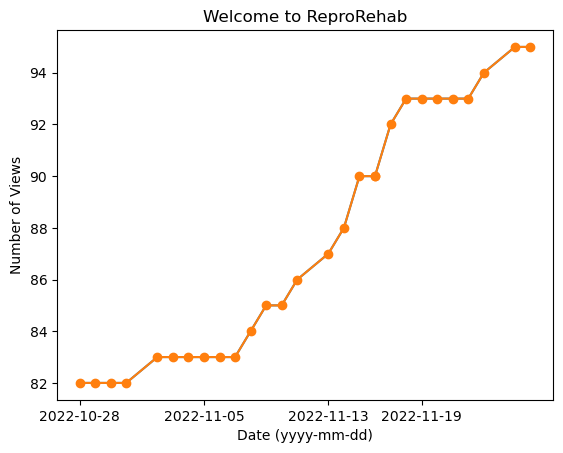 Welcome to ReproRehab
Number of Views
94
92
90
88
86
84
82
2022-10-28 2022-11-05 2022-11-13 2022-11-19
Date (yyyy-mm-dd)